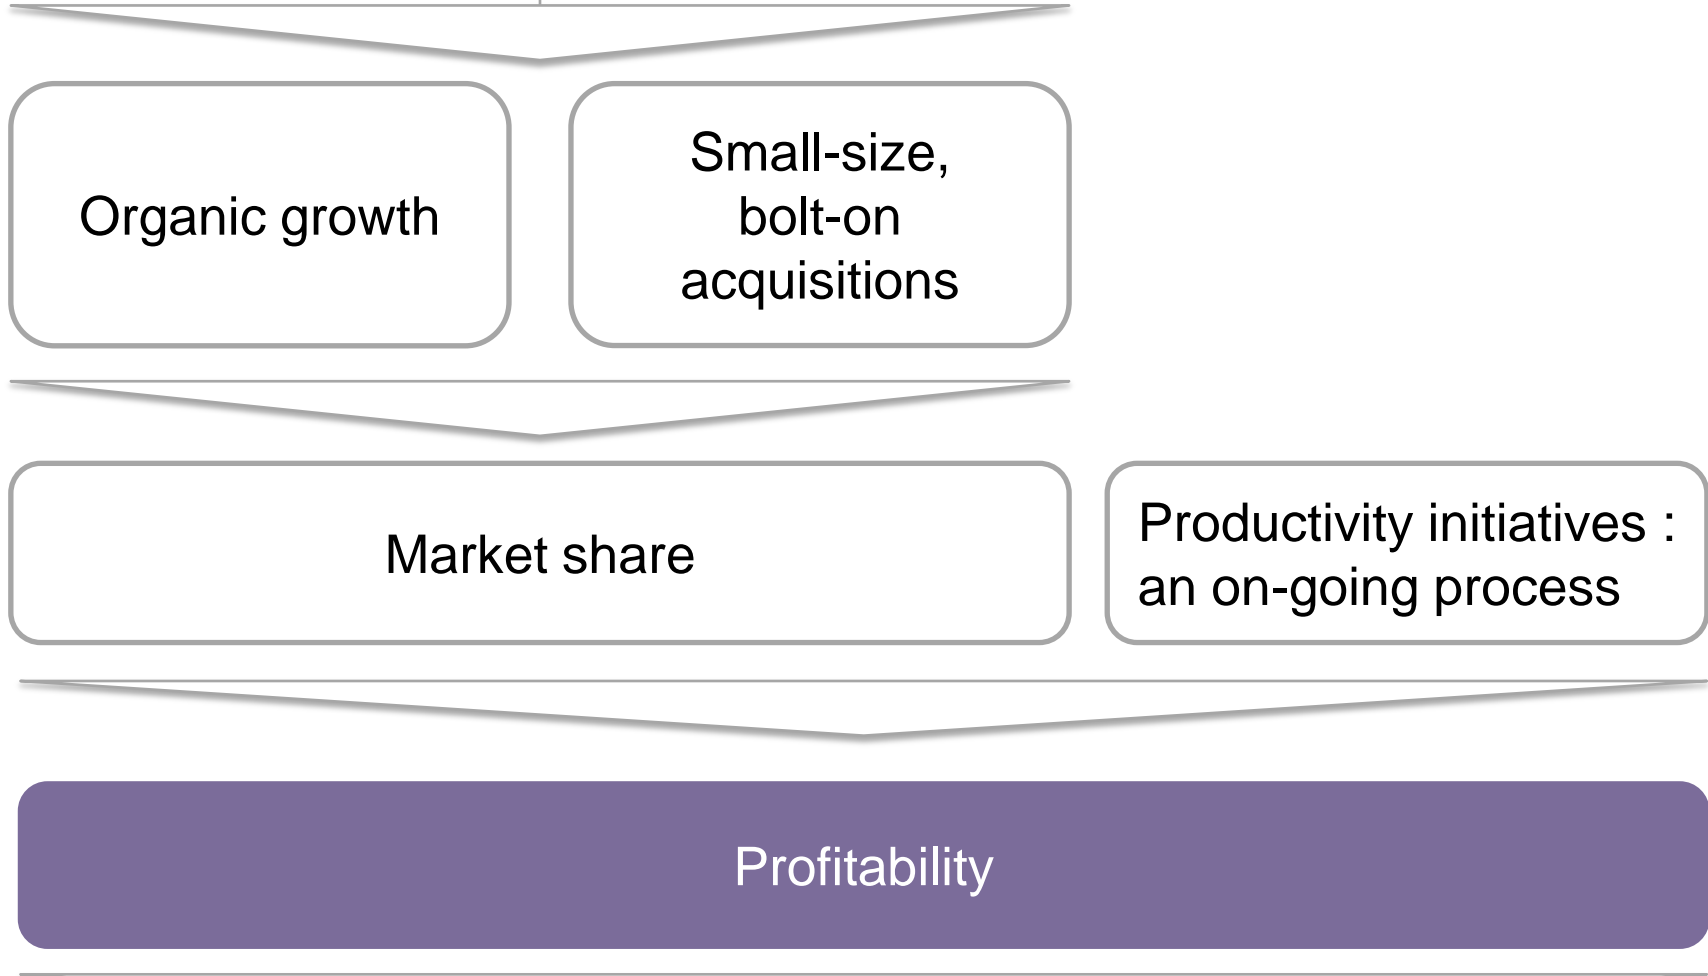 Organic growth
Small-size,
bolt-on
acquisitions
Market share
Productivity initiatives :
an on-going process
Profitability